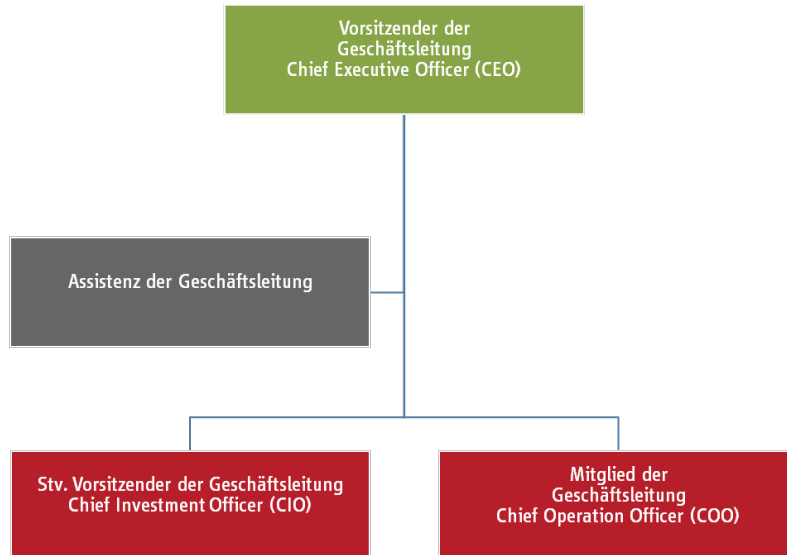 Vorsitzender der
Geschäftsleitung
Chief Executive Officer (CEO)
Assistenz der Geschäftsleitung
Stv. Vorsitzender der Geschäftsleitung
Chief Investment Officer (CIO)
Mitglied der
Geschäftsleitung
Chief Operation Officer (COO)